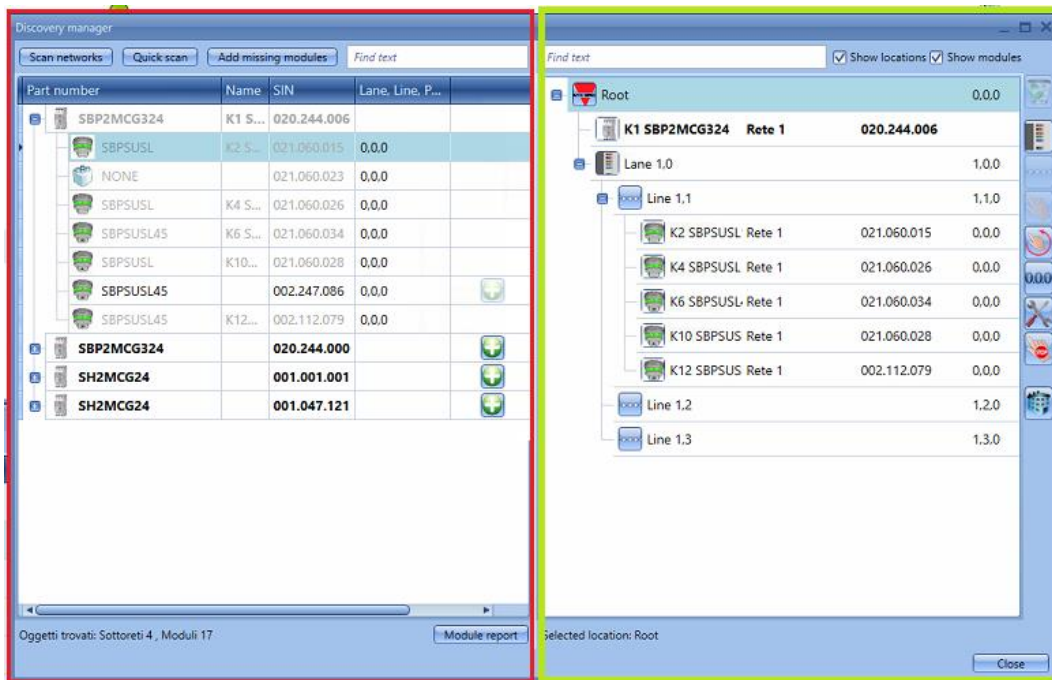 Discovery manager
Scan networks Quick scan Add missing modules Find text
Part number Name SIN Lane, Line, P...
SBP2MCG324 K1 S... 020.244.006
SBPSUSL K2 S... 021.060.015 0,0,0
NONE 021.060.023 0,0,0
SBPSUSL K4 S... 021.060.026 0,0,0
SBPSUSL45 K6 S... 021.060.034 0,0,0
SBPSUSL K10... 021.060.028 0,0,0
SBPSUSL45 002.247.086 0,0,0
SBPSUSL45 K12... 002.112.079 0,0,0
SBP2MCG324 020.244.000
SH2MCG24 001.001.001
SH2MCG24 001.047.121
Oggetti trovati: Sottoreti 4 , Moduli 17 Module report
Find text Show locations Show modules
Root 0,0,0
K1 SBP2MCG324 Rete 1 020.244.006
Lane 1,0 1,0,0
Line 1,1 1,1,0
K2 SBPSUSL Rete 1 021.060.015 0,0,0
K4 SBPSUSL Rete 1 021.060.026 0,0,0
K6 SBPSUSL Rete 1 021.060.034 0,0,0
K10 SBPSUS Rete 1 021.060.028 0,0,0
K12 SBPSUS Rete 1 002.112.079 0,0,0
Line 1,2 1,2,0
Line 1,3 1,3,0
0.0.0
STOP
Selected location: Root
Close